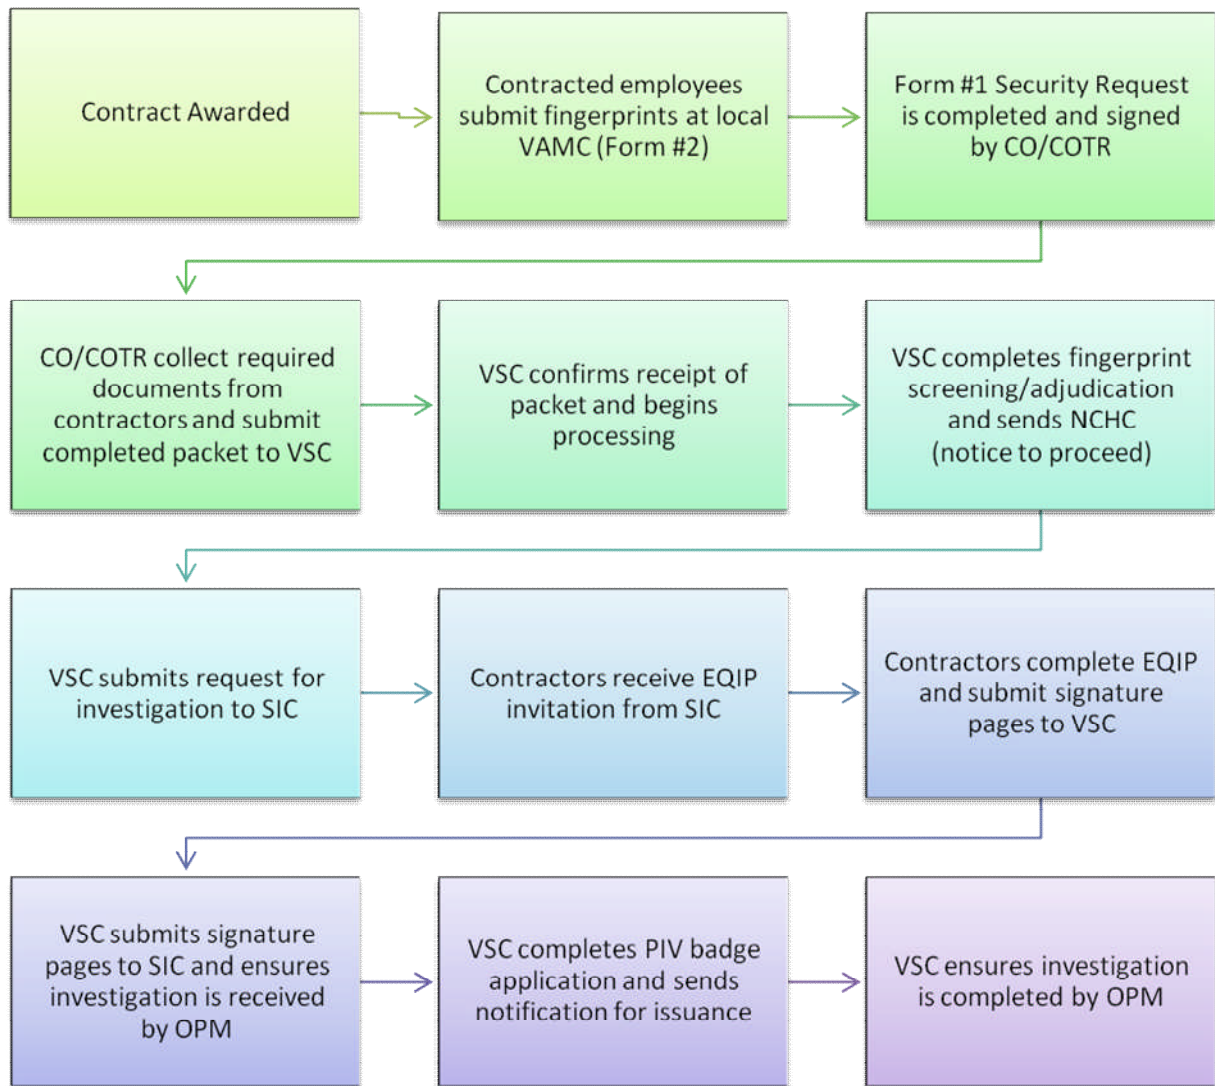 Contract Awarded
Contracted employees
submit fingerprints at local
VAMC (Form #2)
Form #1 Security Request
is completed and signed
by CO/COTR
CO/COTR collect required
documents from
contractors and submit
completed packet to VSC
VSC confirms receipt of
packet and begins
processing
VSC completes fingerprint
screening/adjudication
and sends NCHC
(notice to proceed)
VSC submits request for
investigation to SIC
Contractors receive EQIP
invitation from SIC
Contractors complete EQIP
and submit signature
pages to VSC
VSC submits signature
pages to SIC and ensures
investigation is received
by OPM
VSC completes PIV badge
application and sends
notification for issuance
VSC ensures investigation
is completed by OPM